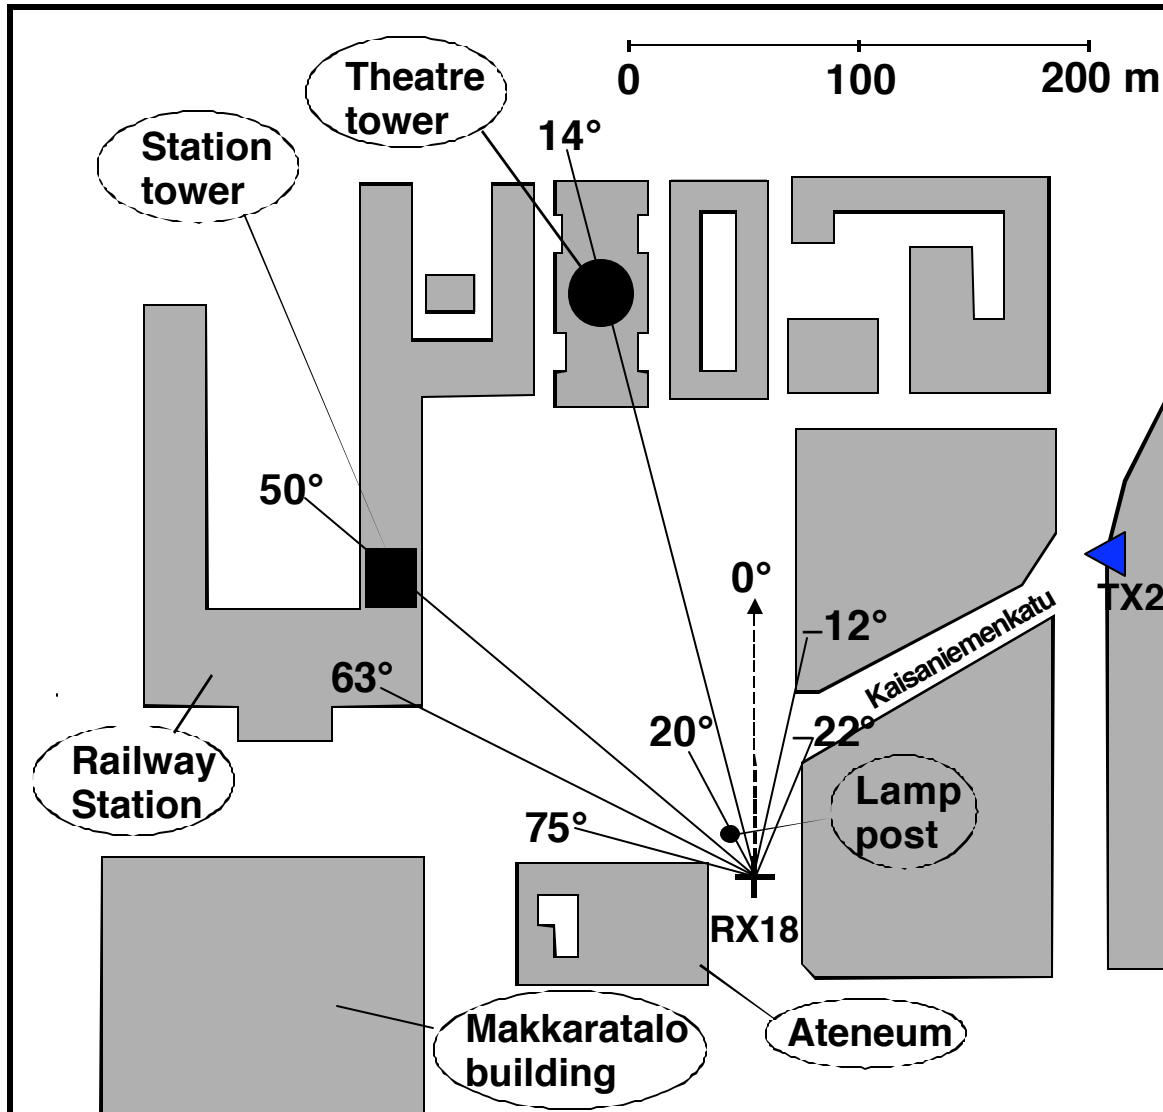 0
100
200 m
Theatre
tower
14°
Station
tower
50°
0°
TX2
–12°
Kaisaniemenkatu
63°
20°
–22°
Railway
Station
Lamp
post
75°
RX18
Makkaratalo
building
Ateneum